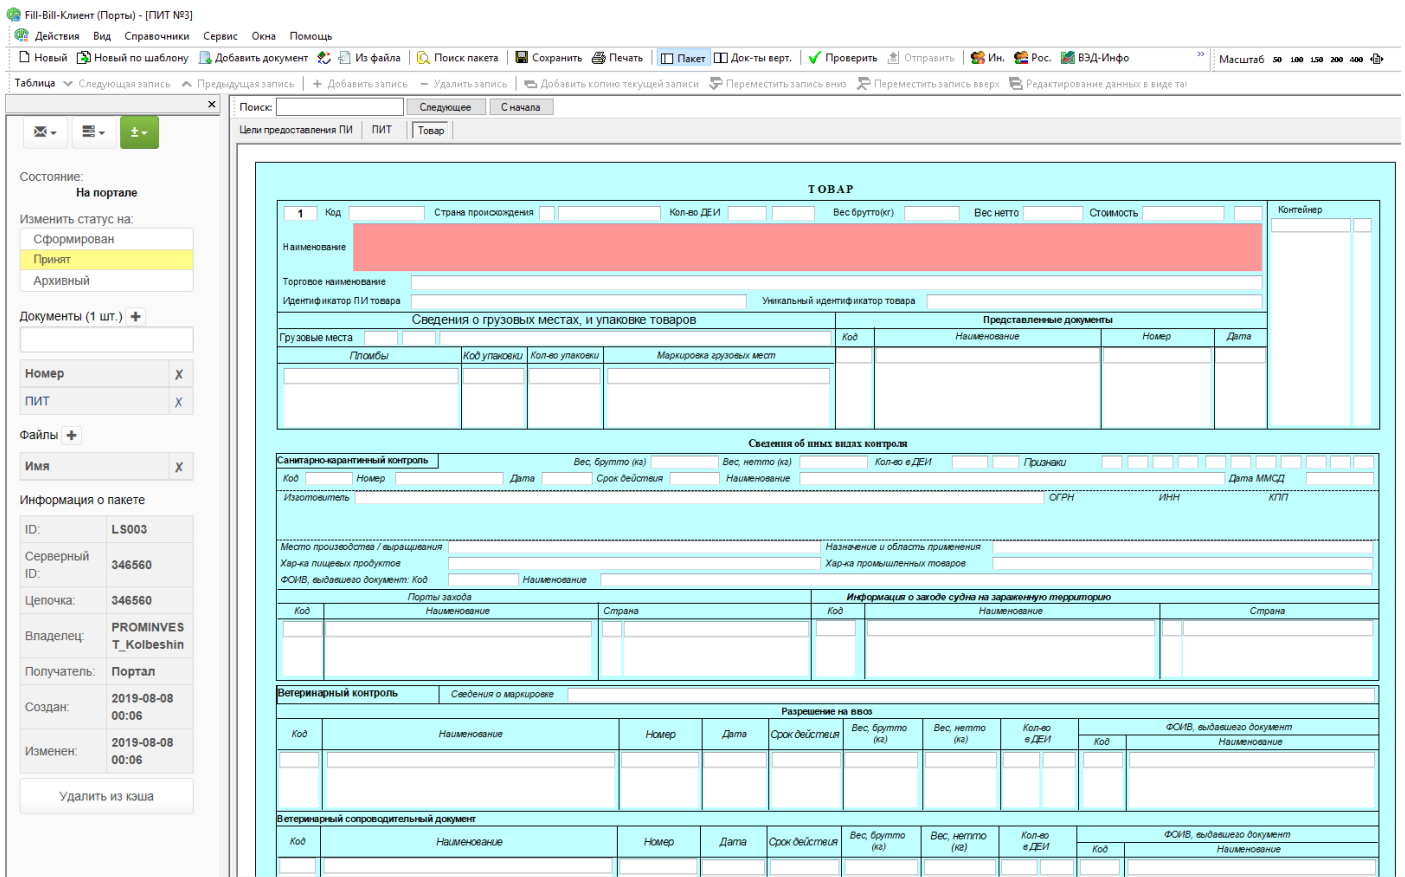 Fill-Bill-Клиент (Порты) - [ПИТ №3]
Действия Вид Справочники Сервис Окна Помощь
Новый Новый по шаблону Добавить документ Из файла Поиск пакета Сохранить Печать Пакет Док-ты верт. Проверить Отправить Ин. Рос. ВЭД-Инфо » Масштаб 50 100 150 200 400
Таблица Следующая запись Предыдущая запись + Добавить запись − Удалить запись Добавить копию текущей записи Переместить запись вниз Переместить запись вверх Редактирование данных в виде та
Поиск: Следующее С начала
Цели предоставления ПИ ПИТ Товар
Состояние:
На портале
Изменить статус на:
Сформирован
Принят
Архивный
Документы (1 шт.) +
Номер X
ПИТ X
Файлы +
Имя X
Информация о пакете
ID: LS003
Серверный ID: 346560
Цепочка: 346560
Владелец: PROMINVES
T_Kolbeshin
Получатель: Портал
Создан: 2019-08-08
00:06
Изменен: 2019-08-08
00:06
Удалить из кэша
ТОВАР
1 Код Страна происхождения Кол-во ДЕИ Вес брутто(кг) Вес нетто Стоимость Контейнер
Наименование
Торговое наименование
Идентификатор ПИ товара Уникальный идентификатор товара
Сведения о грузовых местах, и упаковке товаров Представленные документы
Грузовые места Код Наименование Номер Дата
Пломбы Код упаковки Кол-во упаковки Маркировка грузовых мест
Сведения об иных видах контроля
Санитарно-карантинный контроль Вес, брутто (кг) Вес, нетто (кг) Кол-во в ДЕИ Признаки
Код Номер Дата Срок действия Наименование Дата ММСД
Изготовитель ОГРН ИНН КПП
Место производства / выращивания Назначение и область применения
Хар-ка пищевых продуктов Хар-ка промышленных товаров
ФОИВ, выдавшего документ: Код Наименование
Порты захода Информация о заходе судна на зараженную территорию
Код Наименование Страна Код Наименование Страна
Ветеринарный контроль Сведения о маркировке
Разрешение на ввоз
Код Наименование Номер Дата Срок действия Вес, брутто (кг) Вес, нетто (кг) Кол-во в ДЕИ ФОИВ, выдавшего документ
Код Наименование
Ветеринарный сопроводительный документ
Код Наименование Номер Дата Срок действия Вес, брутто (кг) Вес, нетто (кг) Кол-во в ДЕИ ФОИВ, выдавшего документ
Код Наименование